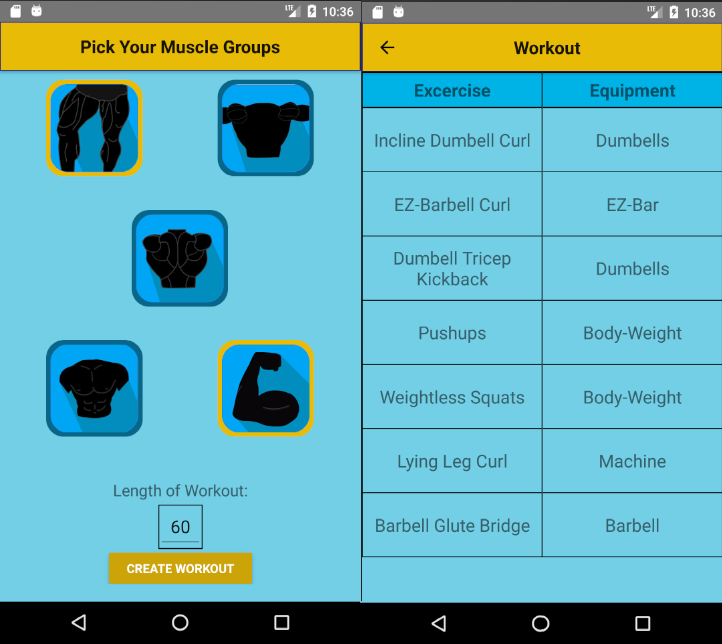 LTE 10:36
Pick Your Muscle Groups
Length of Workout:
60
CREATE WORKOUT
LTE 10:36
Workout
Excercise Equipment
Incline Dumbell Curl Dumbells
EZ-Barbell Curl EZ-Bar
Dumbell Tricep
Kickback Dumbells
Pushups Body-Weight
Weightless Squats Body-Weight
Lying Leg Curl Machine
Barbell Glute Bridge Barbell